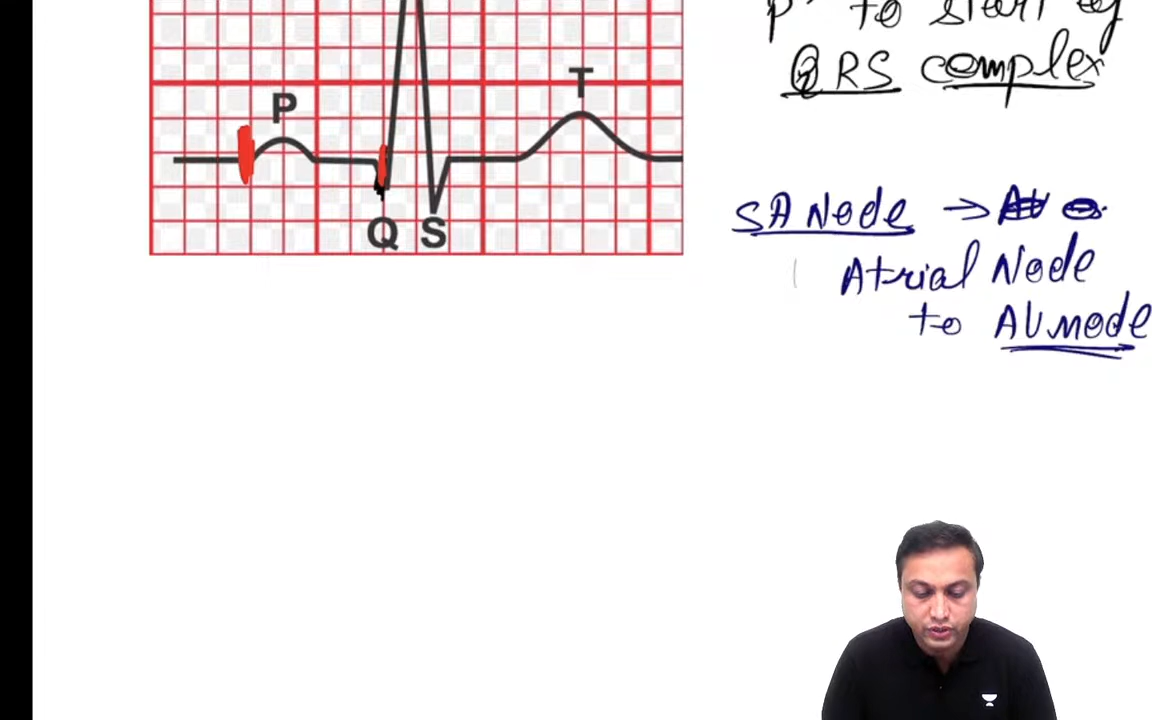 P
T
Q S
P' to start of
QRS complex
SA Node →
Atrial Node
to AV node